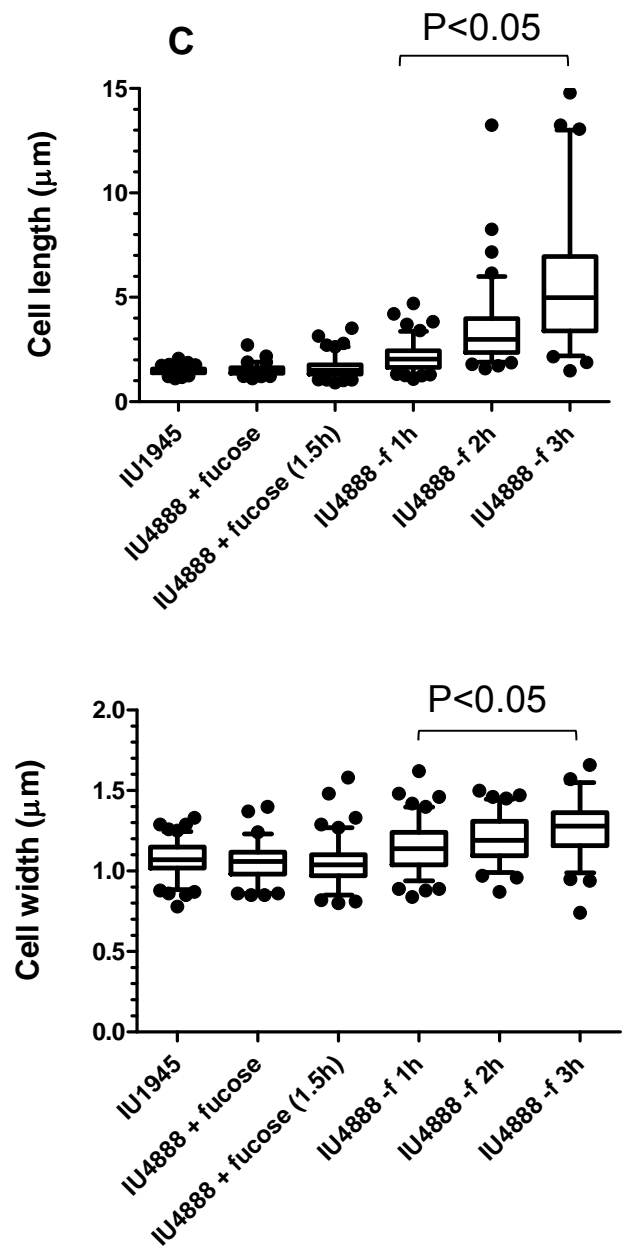 C
P<0.05
Cell length (μm)
15
10
5
0
IU1945
IU4888 + fucose
IU4888 + fucose (1.5h)
IU4888 -f 1h
IU4888 -f 2h
IU4888 -f 3h
P<0.05
Cell width (μm)
2.0
1.5
1.0
0.5
0.0
IU1945
IU4888 + fucose
IU4888 + fucose (1.5h)
IU4888 -f 1h
IU4888 -f 2h
IU4888 -f 3h